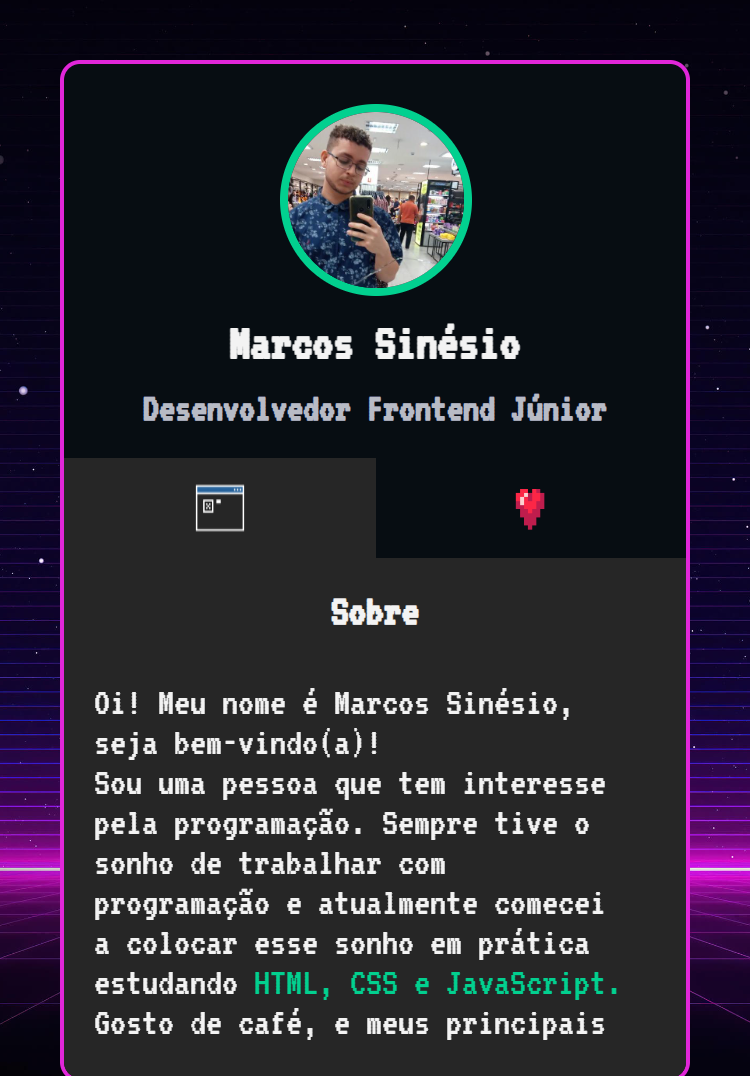 Marcos Sinésio
Desenvolvedor Frontend Júnior
Sobre
Oi! Meu nome é Marcos Sinésio,
seja bem-vindo(a)!
Sou uma pessoa que tem interesse
pela programação. Sempre tive o
sonho de trabalhar com
programação e atualmente comecei
a colocar esse sonho em prática
estudando HTML, CSS e JavaScript.
Gosto de café, e meus principais